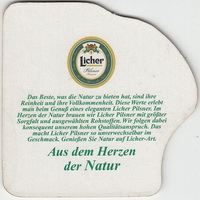 Licher
Pilsner
Das Beste, was die Natur zu bieten hat, sind ihre
Reinheit und ihre Vollkommenheit. Diese Werte erlebt
man beim Genuß eines eleganten Licher Pilsner. Im
Herzen der Natur brauen wir Licher Pilsner mit größter
Sorgfalt und ausgewählten Rohstoffen. Wir folgen dabei
konsequent unserem hohen Qualitätsanspruch. Das
macht Licher Pilsner so unverwechselbar im
Geschmack. Genießen Sie Natur auf Licher-Art.
Aus dem Herzen
der Natur